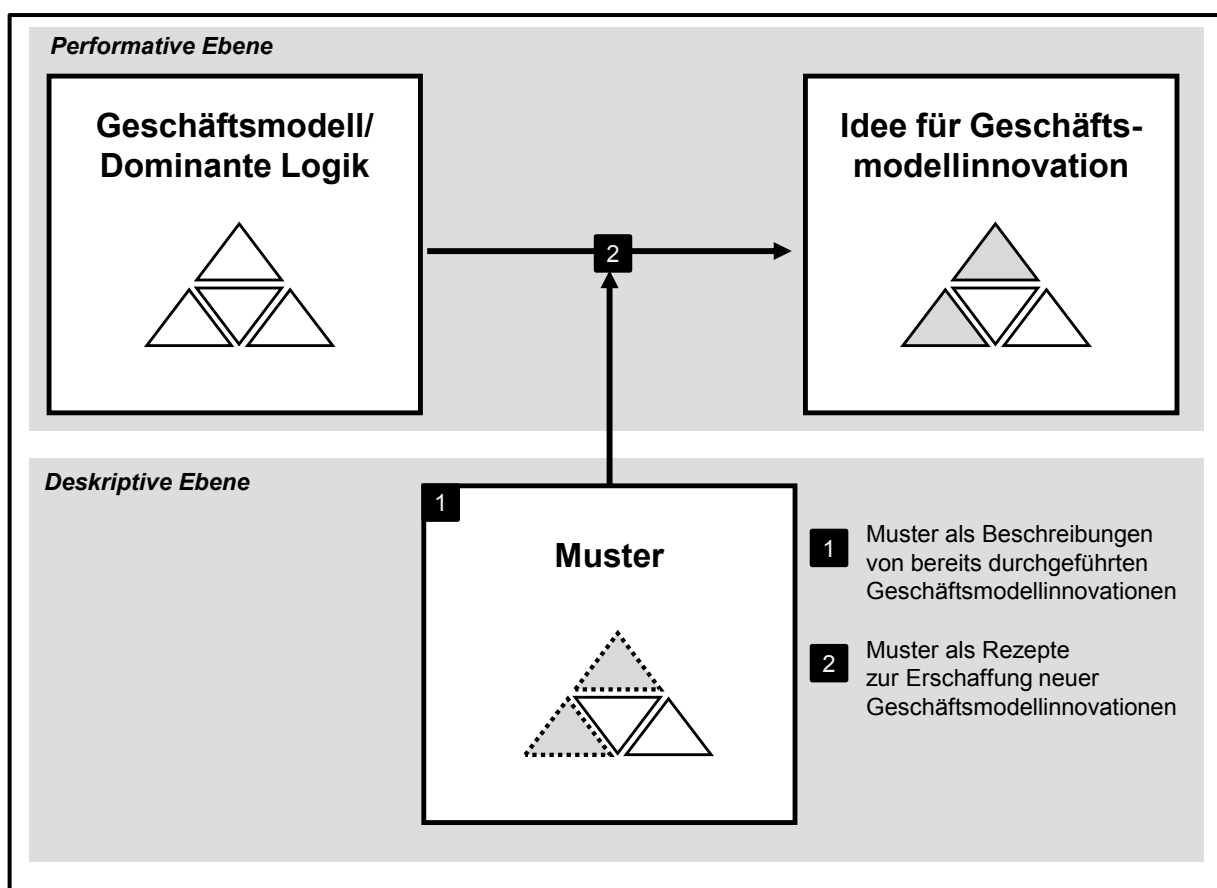 Performative Ebene
Geschäftsmodell/
Dominante Logik
Idee für Geschäfts-
modellinnovation
2
Deskriptive Ebene
1
Muster
1
Muster als Beschreibungen
von bereits durchgeführten
Geschäftsmodellinnovationen
2
Muster als Rezepte
zur Erschaffung neuer
Geschäftsmodellinnovationen